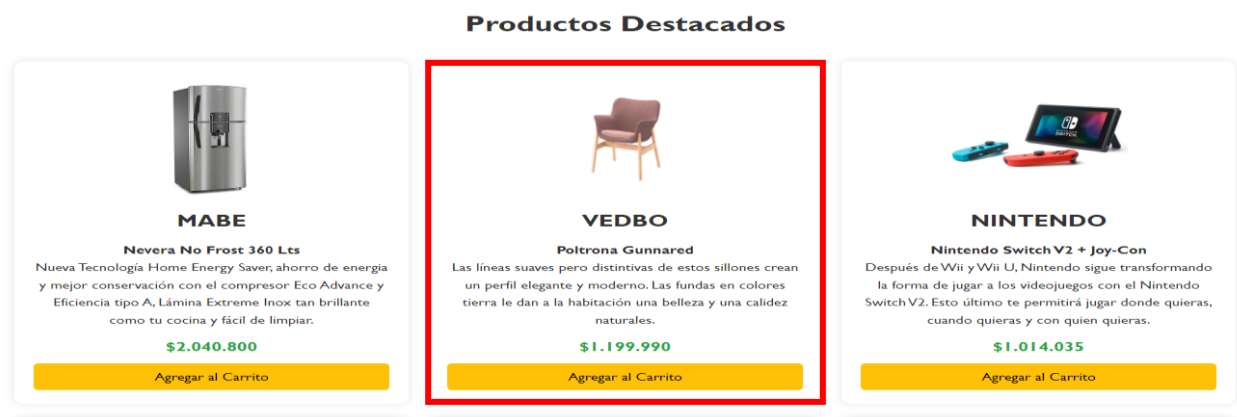 Productos Destacados
MABE
Nevera No Frost 360 Lts
Nueva Tecnología Home Energy Saver, ahorro de energia
y mejor conservación con el compresor Eco Advance y
Eficiencia tipo A, Lámina Extreme Inox tan brillante
como tu cocina y fácil de limpiar.
$2.040.800
Agregar al Carrito
VEDBO
Poltrona Gunnared
Las líneas suaves pero distintivas de estos sillones crean
un perfil elegante y moderno. Las fundas en colores
tierra le dan a la habitación una belleza y una calidez
naturales.
$1.199.990
Agregar al Carrito
NINTENDO
Nintendo Switch V2 + Joy-Con
Después de Wii y Wii U, Nintendo sigue transformando
la forma de jugar a los videojuegos con el Nintendo
Switch V2. Esto último te permitirá jugar donde quieras,
cuando quieras y con quien quieras.
$1.014.035
Agregar al Carrito